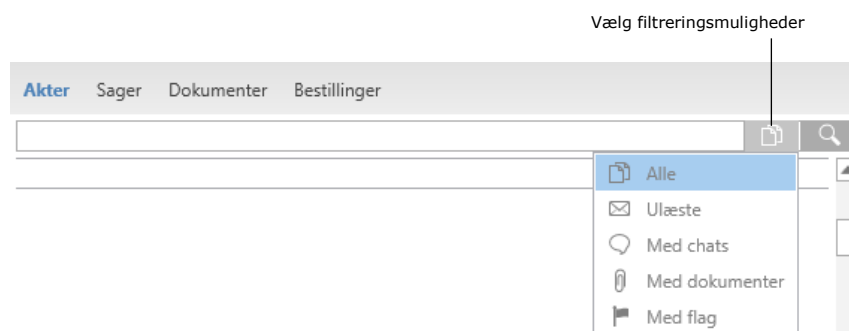 Vælg filtreringsmuligheder
Akter Sager Dokumenter Bestillinger
Alle
Ulæste
Med chats
Med dokumenter
Med flag